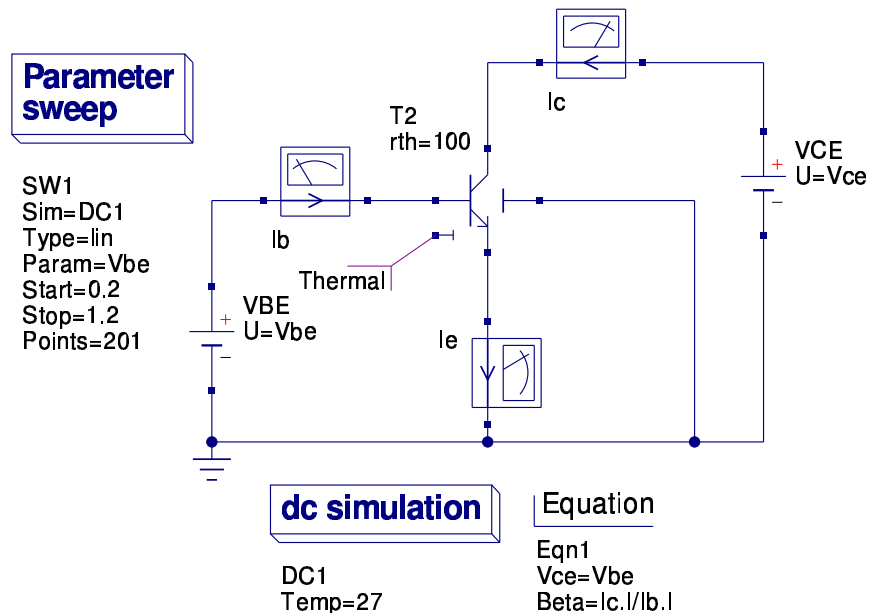 Parameter
sweep
SW1
Sim=DC1
Type=lin
Param=Vbe
Start=0.2
Stop=1.2
Points=201
Ib
VBE
U=Vbe
Thermal
T2
rth=100
Ic
VCE
U=Vce
Ie
dc simulation
DC1
Temp=27
Equation
Eqn1
Vce=Vbe
Beta=Ic.I/Ib.I